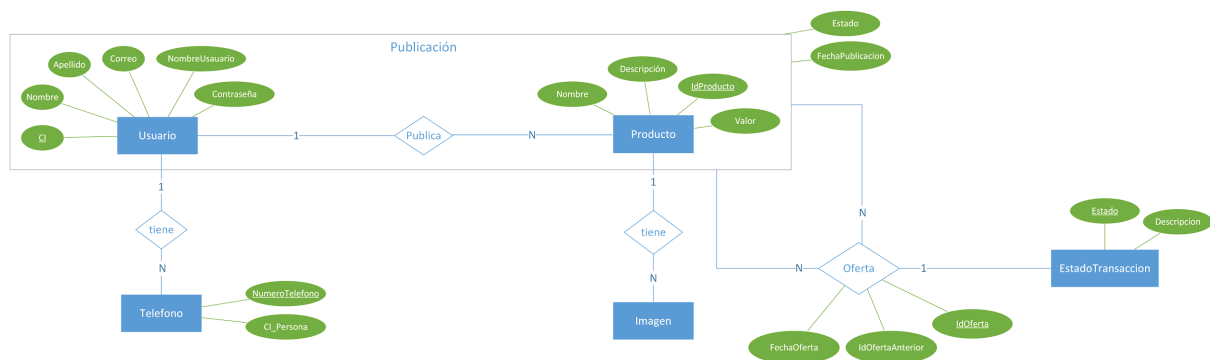 Estado
Publicación
FechaPublicacion
Correo
NombreUsauario
Apellido
Descripción
IdProducto
Nombre
Contraseña
Nombre
CI
Usuario
1
Publica
N
Producto
Valor
1
1
tiene
tiene
N
N
Estado
Descripcion
N
N
Oferta
1
EstadoTransaccion
NumeroTelefono
Telefono
CI_Persona
Imagen
IdOferta
FechaOferta
IdOfertaAnterior